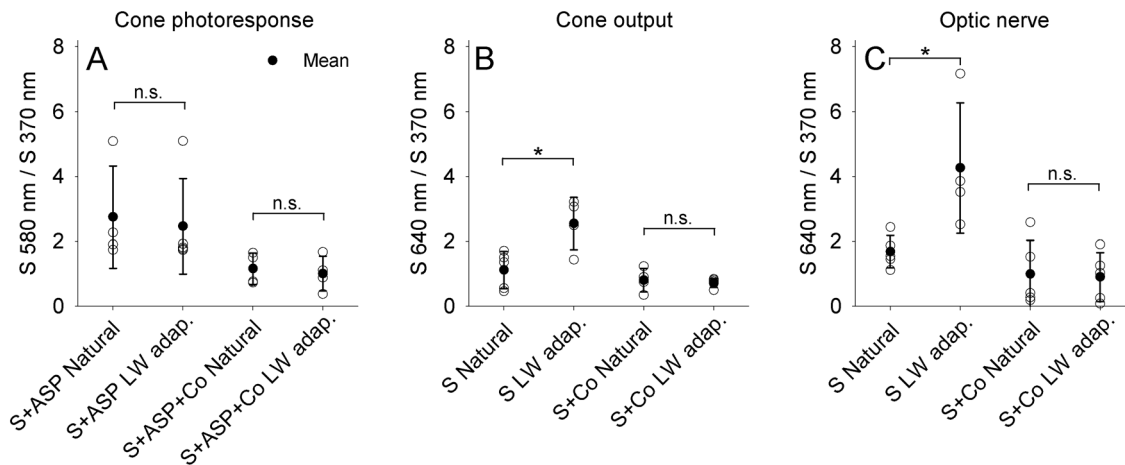 Cone photoresponse
A
Mean
n.s.
n.s.
S 580 nm / S 370 nm
8
6
4
2
0
S+ASP Natural
S+ASP LW adap.
S+ASP+Co Natural
S+ASP+Co LW adap.
Cone output
B
*
n.s.
S 640 nm / S 370 nm
8
6
4
2
0
S Natural
S LW adap.
S+Co Natural
S+Co LW adap.
Optic nerve
C
*
n.s.
S 640 nm / S 370 nm
8
6
4
2
0
S Natural
S LW adap.
S+Co Natural
S+Co LW adap.